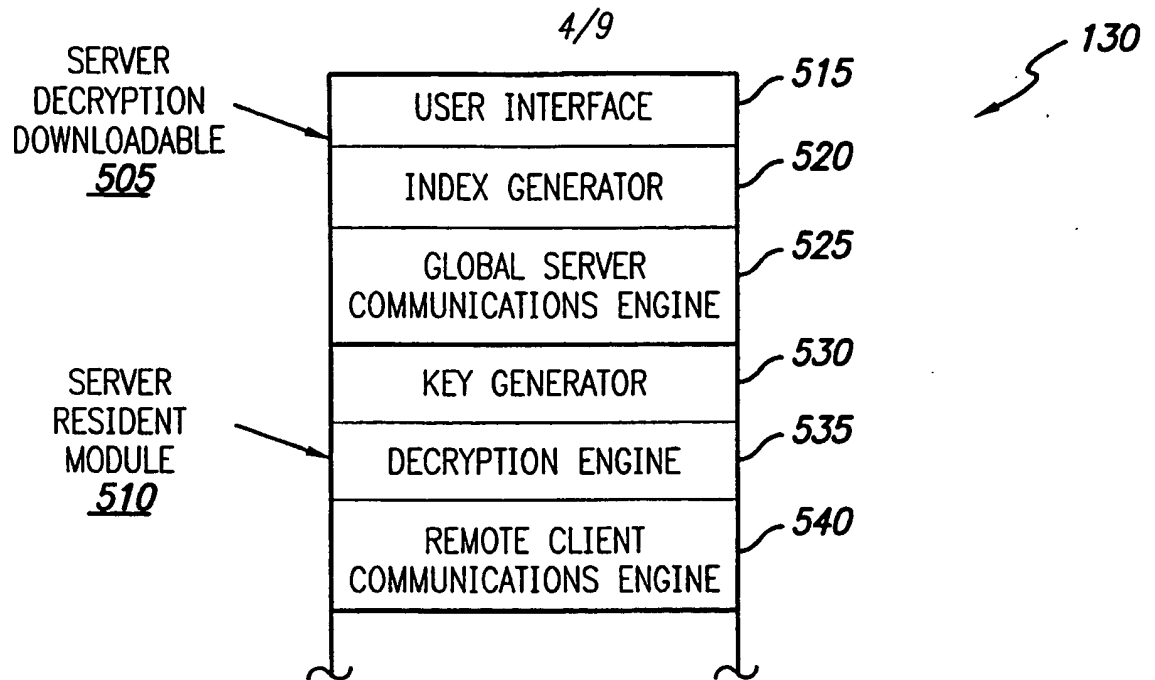 4/9
130
SERVER
DECRYPTION
DOWNLOADABLE
505
USER INTERFACE
515
INDEX GENERATOR
520
GLOBAL SERVER
COMMUNICATIONS ENGINE
525
SERVER
RESIDENT
MODULE
510
KEY GENERATOR
530
DECRYPTION ENGINE
535
REMOTE CLIENT
COMMUNICATIONS ENGINE
540